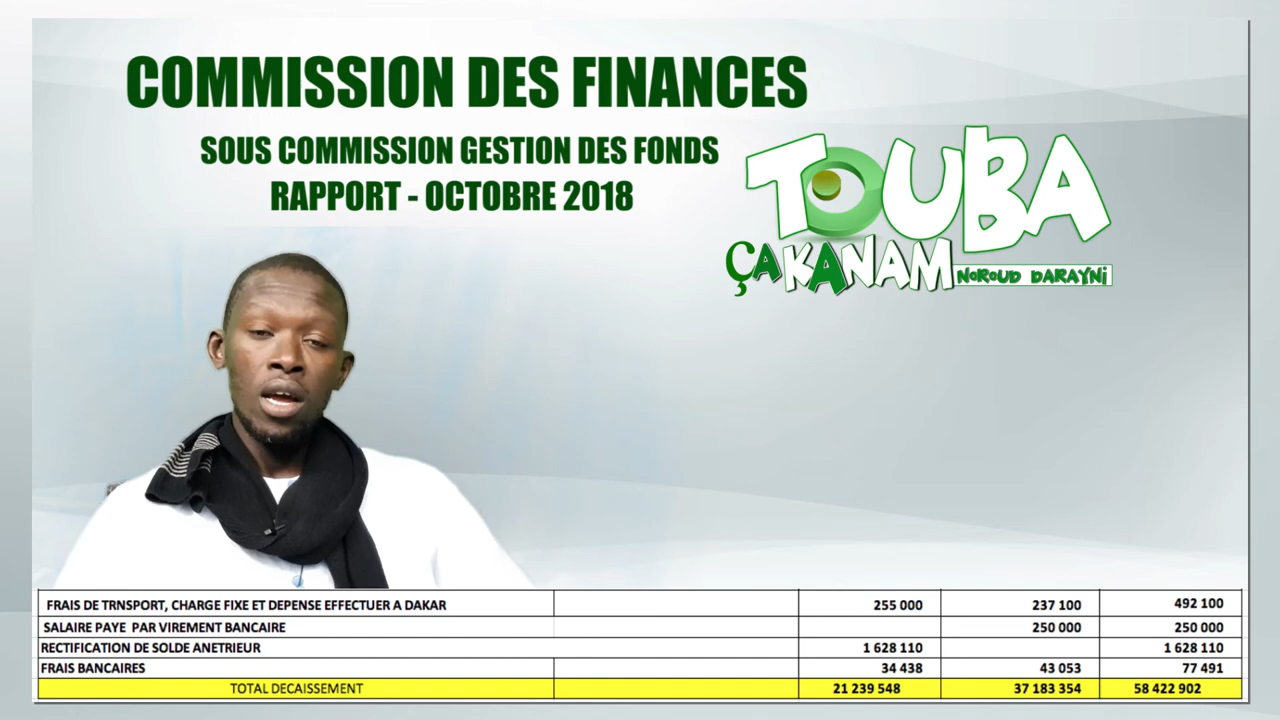 COMMISSION DES FINANCES
SOUS COMMISSION GESTION DES FONDS
RAPPORT - OCTOBRE 2018
TOUBA
ÇA KANAM NOROUD DARAYNI
FRAIS DE TRNSPORT, CHARGE FIXE ET DEPENSE EFFECTUER A DAKAR 255 000 237 100 492 100
SALAIRE PAYE PAR VIREMENT BANCAIRE 250 000 250 000
RECTIFICATION DE SOLDE ANETRIEUR 1 628 110 1 628 110
FRAIS BANCAIRES 34 438 43 053 77 491
TOTAL DECAISSEMENT 21 239 548 37 183 354 58 422 902